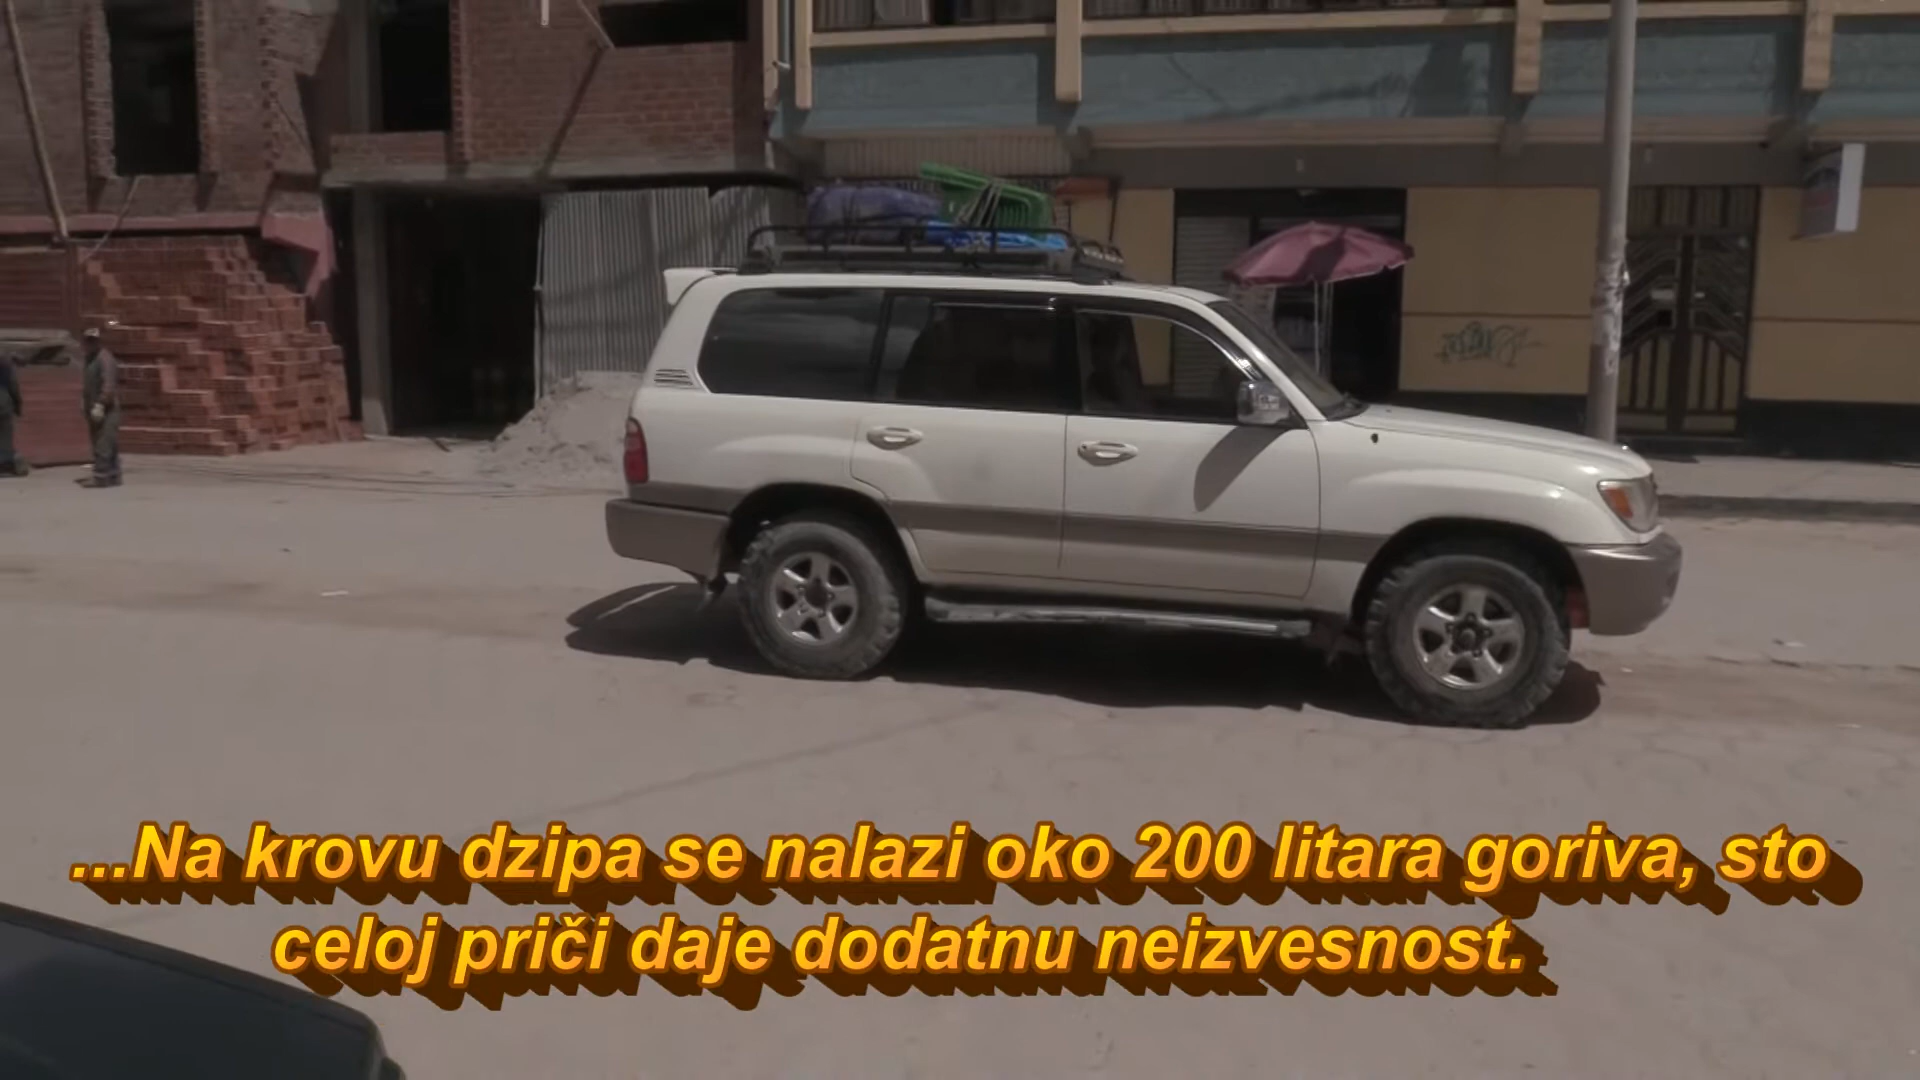 ...Na krovu dzipa se nalazi oko 200 litara goriva, sto
celoj priči daje dodatnu neizvesnost.